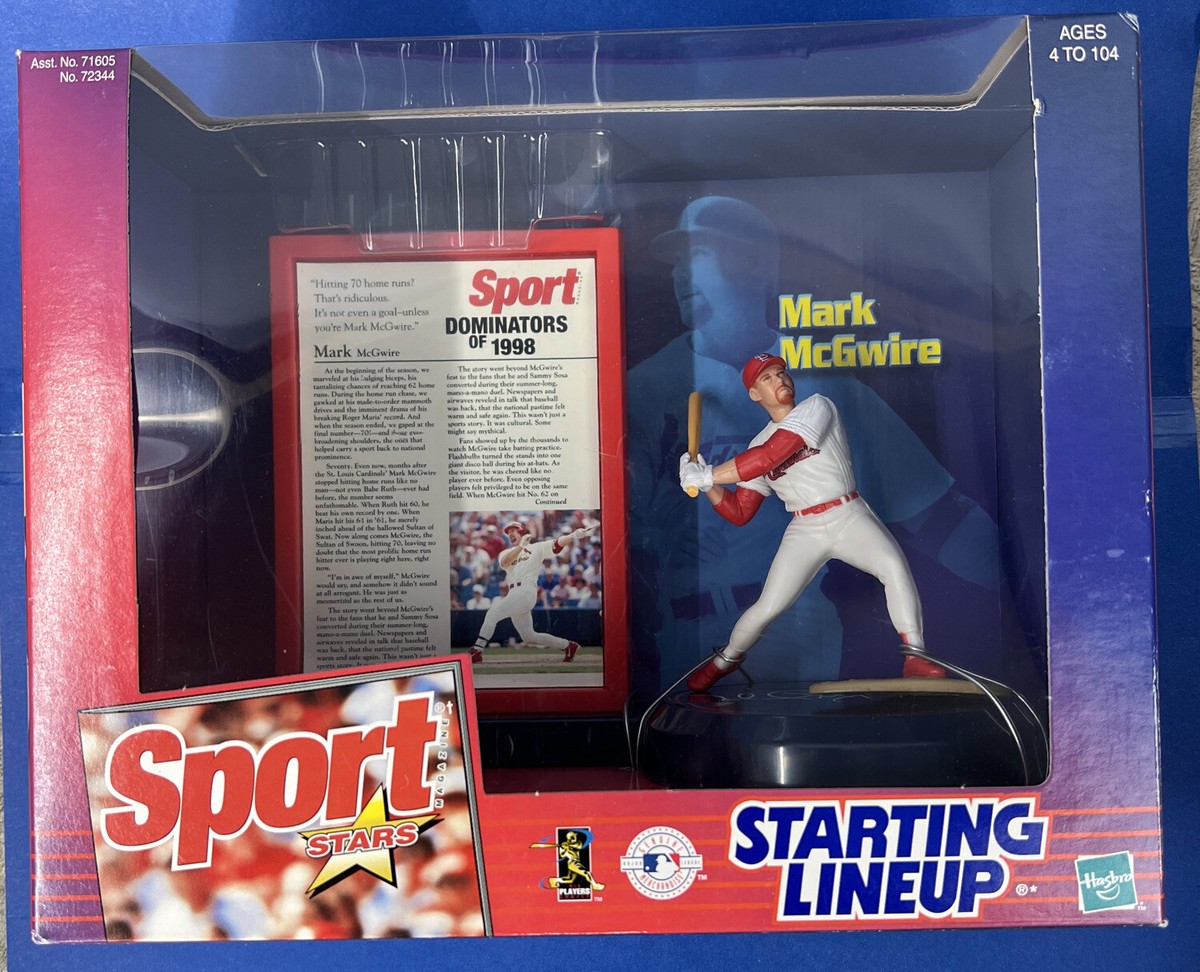 Asst. No. 71605
No. 72344
AGES
4 TO 104
"Hitting 70 home runs?
That's ridiculous.
It's not even a goal–unless
you're Mark McGwire."
Mark McGwire
At the beginning of the season, we
marveled at his bulging biceps, his
tantalizing chances of reaching 62 home
runs. During the home run chase, we
gawked at his made-to-order mammoth
drives and the imminent drama of his
breaking Roger Maris' record. And
when the season ended, we gaped at the
final number—70!—and those ever-
broadening shoulders, the ones that
helped carry a sport back to national
prominence.
Seventy. Even now, months after
the St. Louis Cardinals' Mark McGwire
stopped hitting home runs like no
man—not even Babe Ruth—ever had
before, the number seems
unfathomable. When Ruth hit 60, he
beat his own record by one. When
Maris hit his 61 in '61, he merely
inched ahead of the hallowed Sultan of
Swat. Now along comes McGwire, the
Sultan of Swoon, hitting 70, leaving no
doubt that the most prolific home run
hitter ever is playing right here, right
now.
"I'm in awe of myself," McGwire
would say, and somehow it didn't sound
at all arrogant. He was just as
mesmerized as the rest of us.
The story went beyond McGwire's
feat to the fans that he and Sammy Sosa
converted during their summer-long,
mano-a-mano duel. Newspapers and
airwaves reveled in talk that baseball
was back, that the national pastime felt
warm and safe again. This wasn't just a
sports story. It
Sport
DOMINATORS
OF 1998
The story went beyond McGwire's
feat to the fans that he and Sammy Sosa
converted during their summer-long,
mano-a-mano duel. Newspapers and
airwaves reveled in talk that baseball
was back, that the national pastime felt
warm and safe again. This wasn't just a
sports story. It was cultural. Some
might say mythical.
Fans showed up by the thousands to
watch McGwire take batting practice.
Flashbulbs turned the stands into one
giant disco ball during his at-bats. As
the visitor, he was cheered like no
player ever before. Even opposing
players felt privileged to be on the same
field. When McGwire hit No. 62 on
Continued
Mark
McGwire
Cardinals
Sport
MAGAZINE
®†
STARS
PLAYERS
™
GENUINE
MAJOR LEAGUE
MERCHANDISE
™
STARTING
LINEUP
®*
Hasbro
™